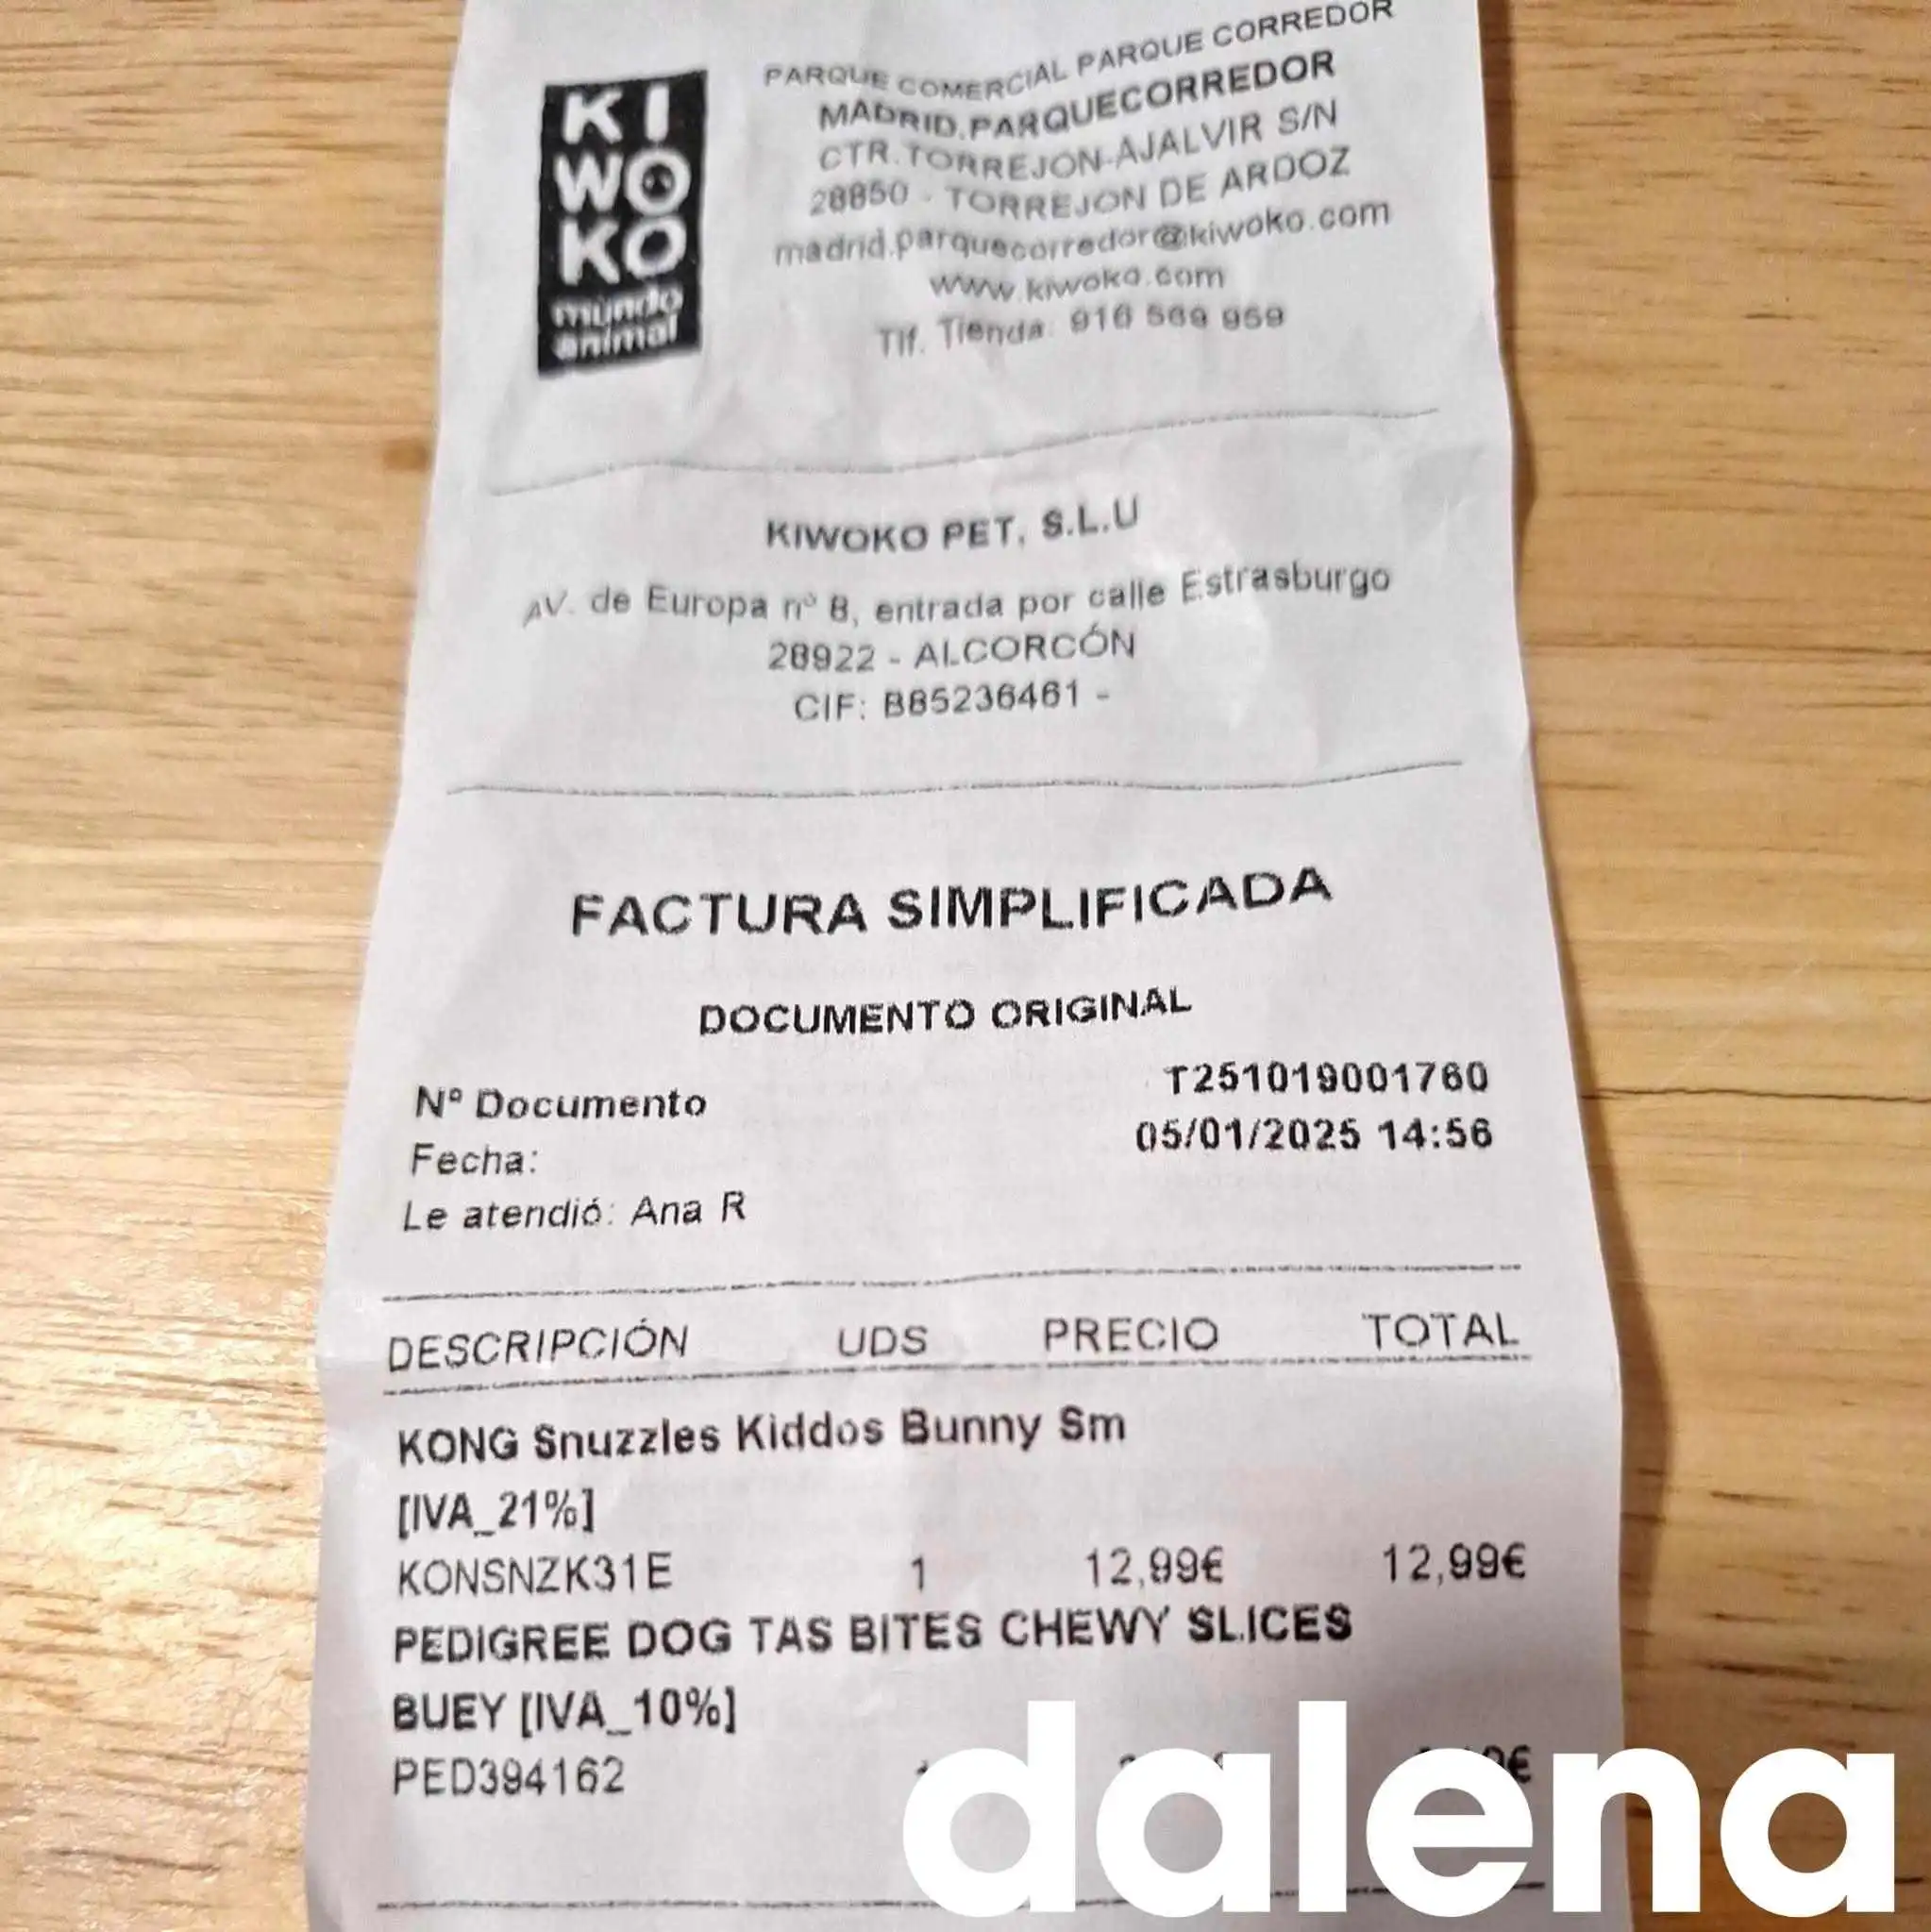 KI
WO
KO
mundo
animal
PARQUE COMERCIAL PARQUE CORREDOR
MADRID.PARQUECORREDOR
CTR.TORREJON-AJALVIR S/N
28850 - TORREJON DE ARDOZ
madrid.parquecorredor@kiwoko.com
www.kiwoko.com
Tlf. Tienda: 916 569 959
KIWOKO PET, S.L.U
AV. de Europa nº 8, entrada por calle Estrasburgo
28922 - ALCORCÓN
CIF: B85236461 -
FACTURA SIMPLIFICADA
DOCUMENTO ORIGINAL
Nº Documento T251019001760
Fecha: 05/01/2025 14:56
Le atendió: Ana R
DESCRIPCIÓN UDS PRECIO TOTAL
KONG Snuzzles Kiddos Bunny Sm
[IVA_21%]
KONSNZK31E 1 12,99€ 12,99€
PEDIGREE DOG TAS BITES CHEWY SLICES
BUEY [IVA_10%]
PED394162
dalena